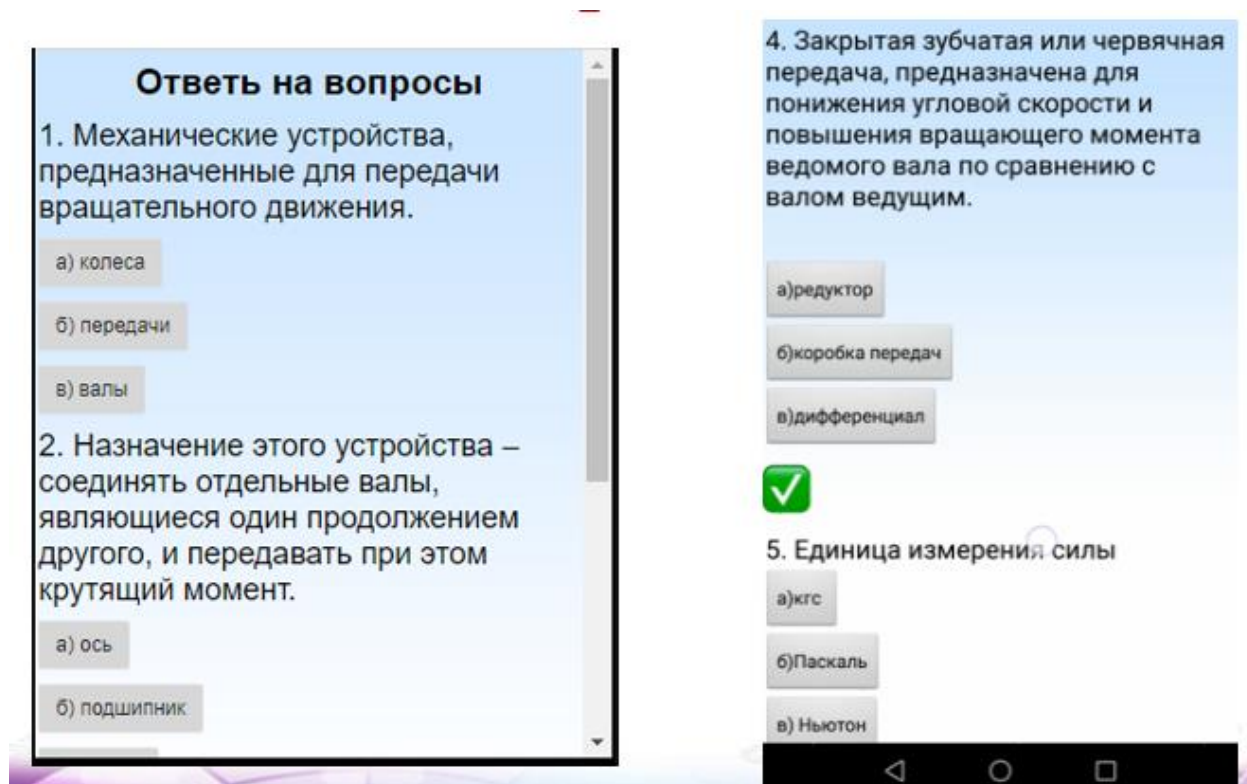 Ответь на вопросы
1. Механические устройства,
предназначенные для передачи
вращательного движения.
а) колеса
б) передачи
в) валы
2. Назначение этого устройства –
соединять отдельные валы,
являющиеся один продолжением
другого, и передавать при этом
крутящий момент.
а) ось
б) подшипник
4. Закрытая зубчатая или червячная
передача, предназначена для
понижения угловой скорости и
повышения вращающего момента
ведомого вала по сравнению с
валом ведущим.
а)редуктор
б)коробка передач
в)дифференциал
5. Единица измерения силы
а)кгс
б)Паскаль
в) Ньютон